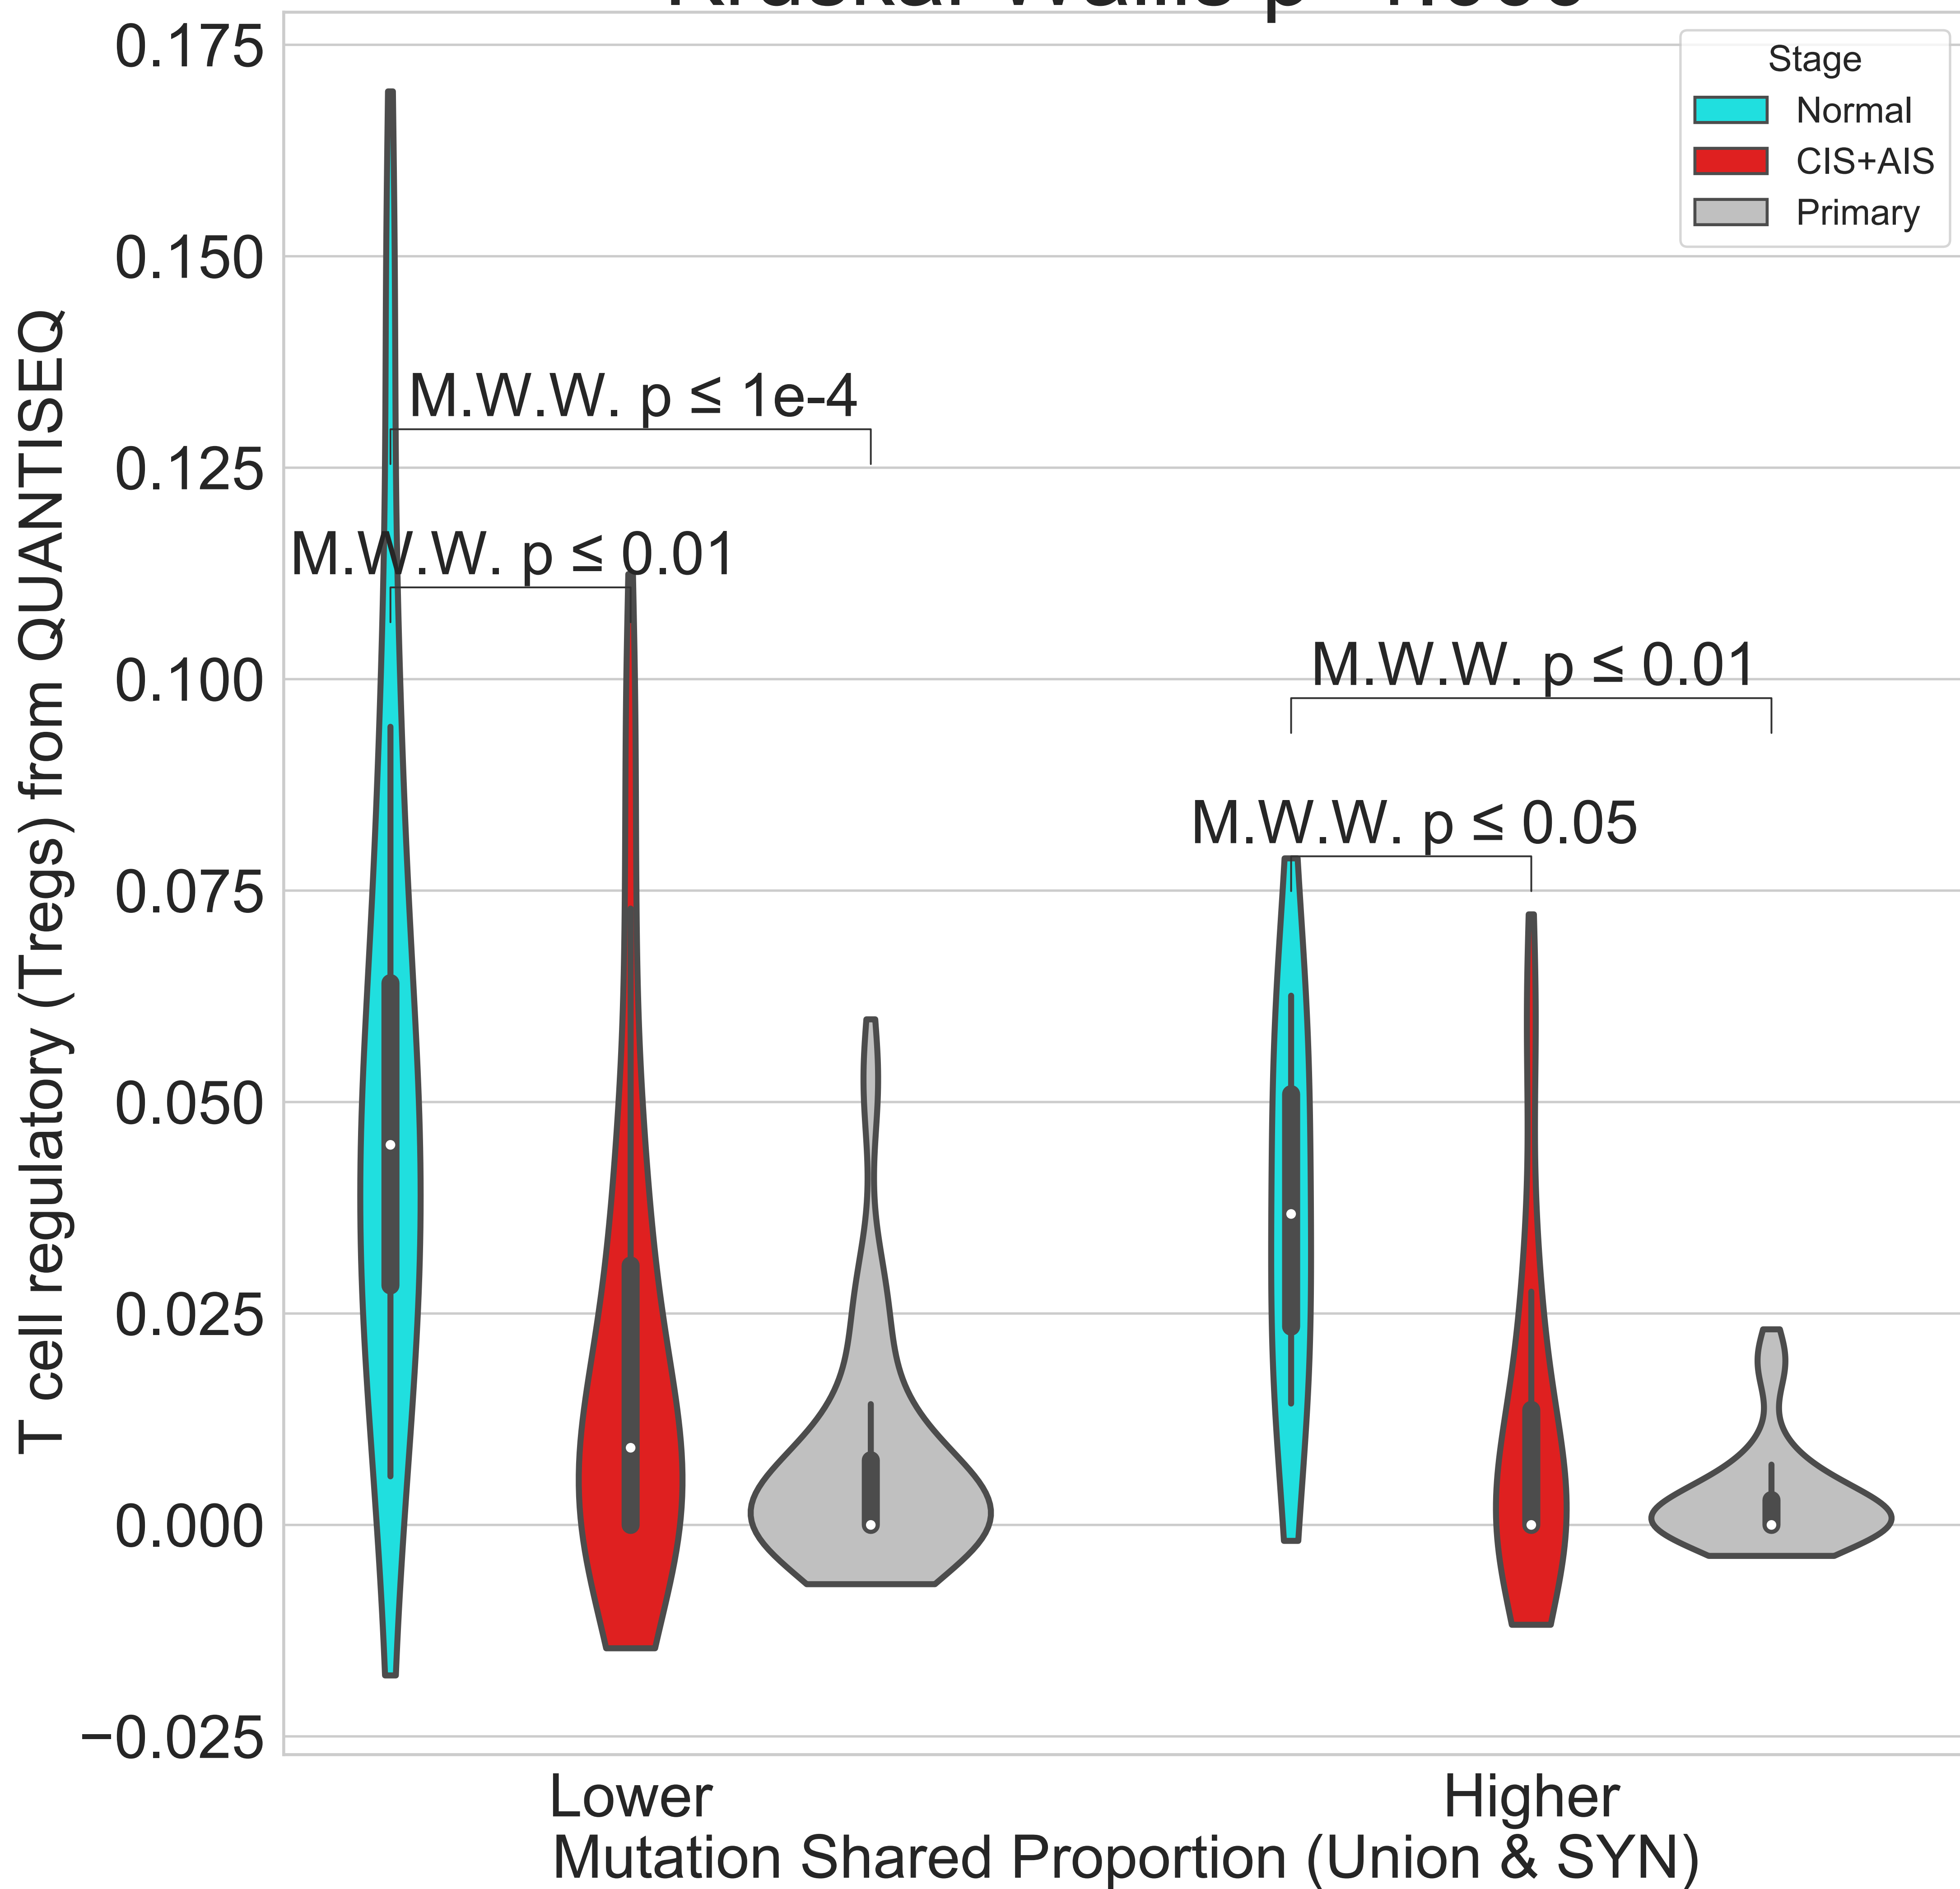 0.175
0.150
0.125
0.100
0.075
0.050
0.025
0.000
−0.025
T cell regulatory (Tregs) from QUANTISEQ
Stage
Normal
CIS+AIS
Primary
M.W.W. p ≤ 1e-4
M.W.W. p ≤ 0.01
M.W.W. p ≤ 0.01
M.W.W. p ≤ 0.05
Lower
Higher
Mutation Shared Proportion (Union & SYN)